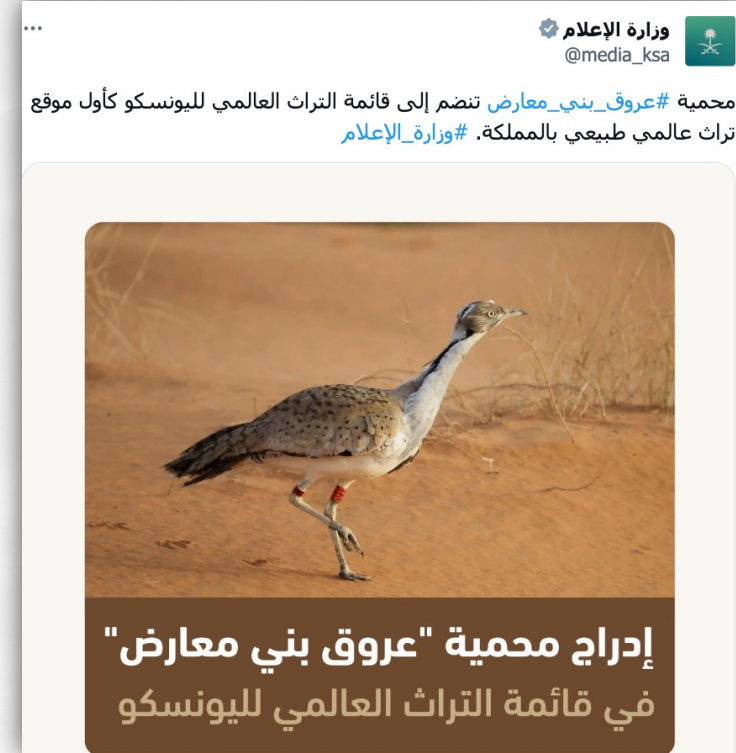 وزارة الإعلام
@media_ksa
محمية #عروق_بني_معارض تنضم إلى قائمة التراث العالمي لليونسكو كأول موقع
تراث عالمي طبيعي بالمملكة. #وزارة_الإعلام
إدراج محمية "عروق بني معارض"
في قائمة التراث العالمي لليونسكو